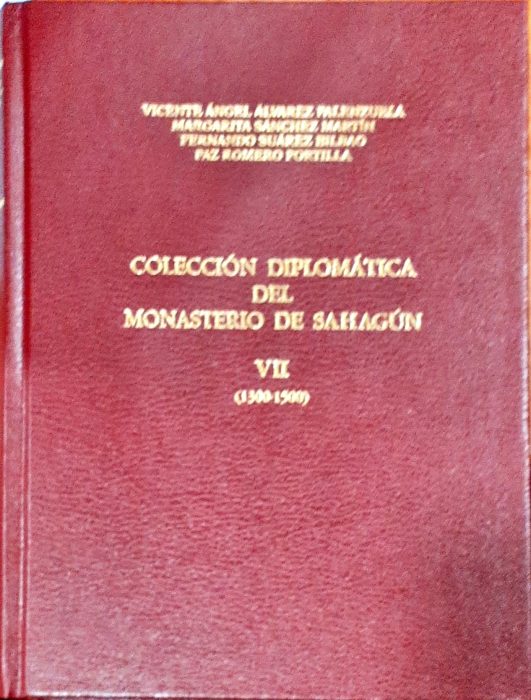 VICENTE ÁNGEL ÁLVAREZ PALENZUELA
MARGARITA SÁNCHEZ MARTÍN
FERNANDO SUÁREZ BILBAO
PAZ ROMERO PORTILLA
COLECCIÓN DIPLOMÁTICA
DEL
MONASTERIO DE SAHAGÚN
VII
(1300-1500)